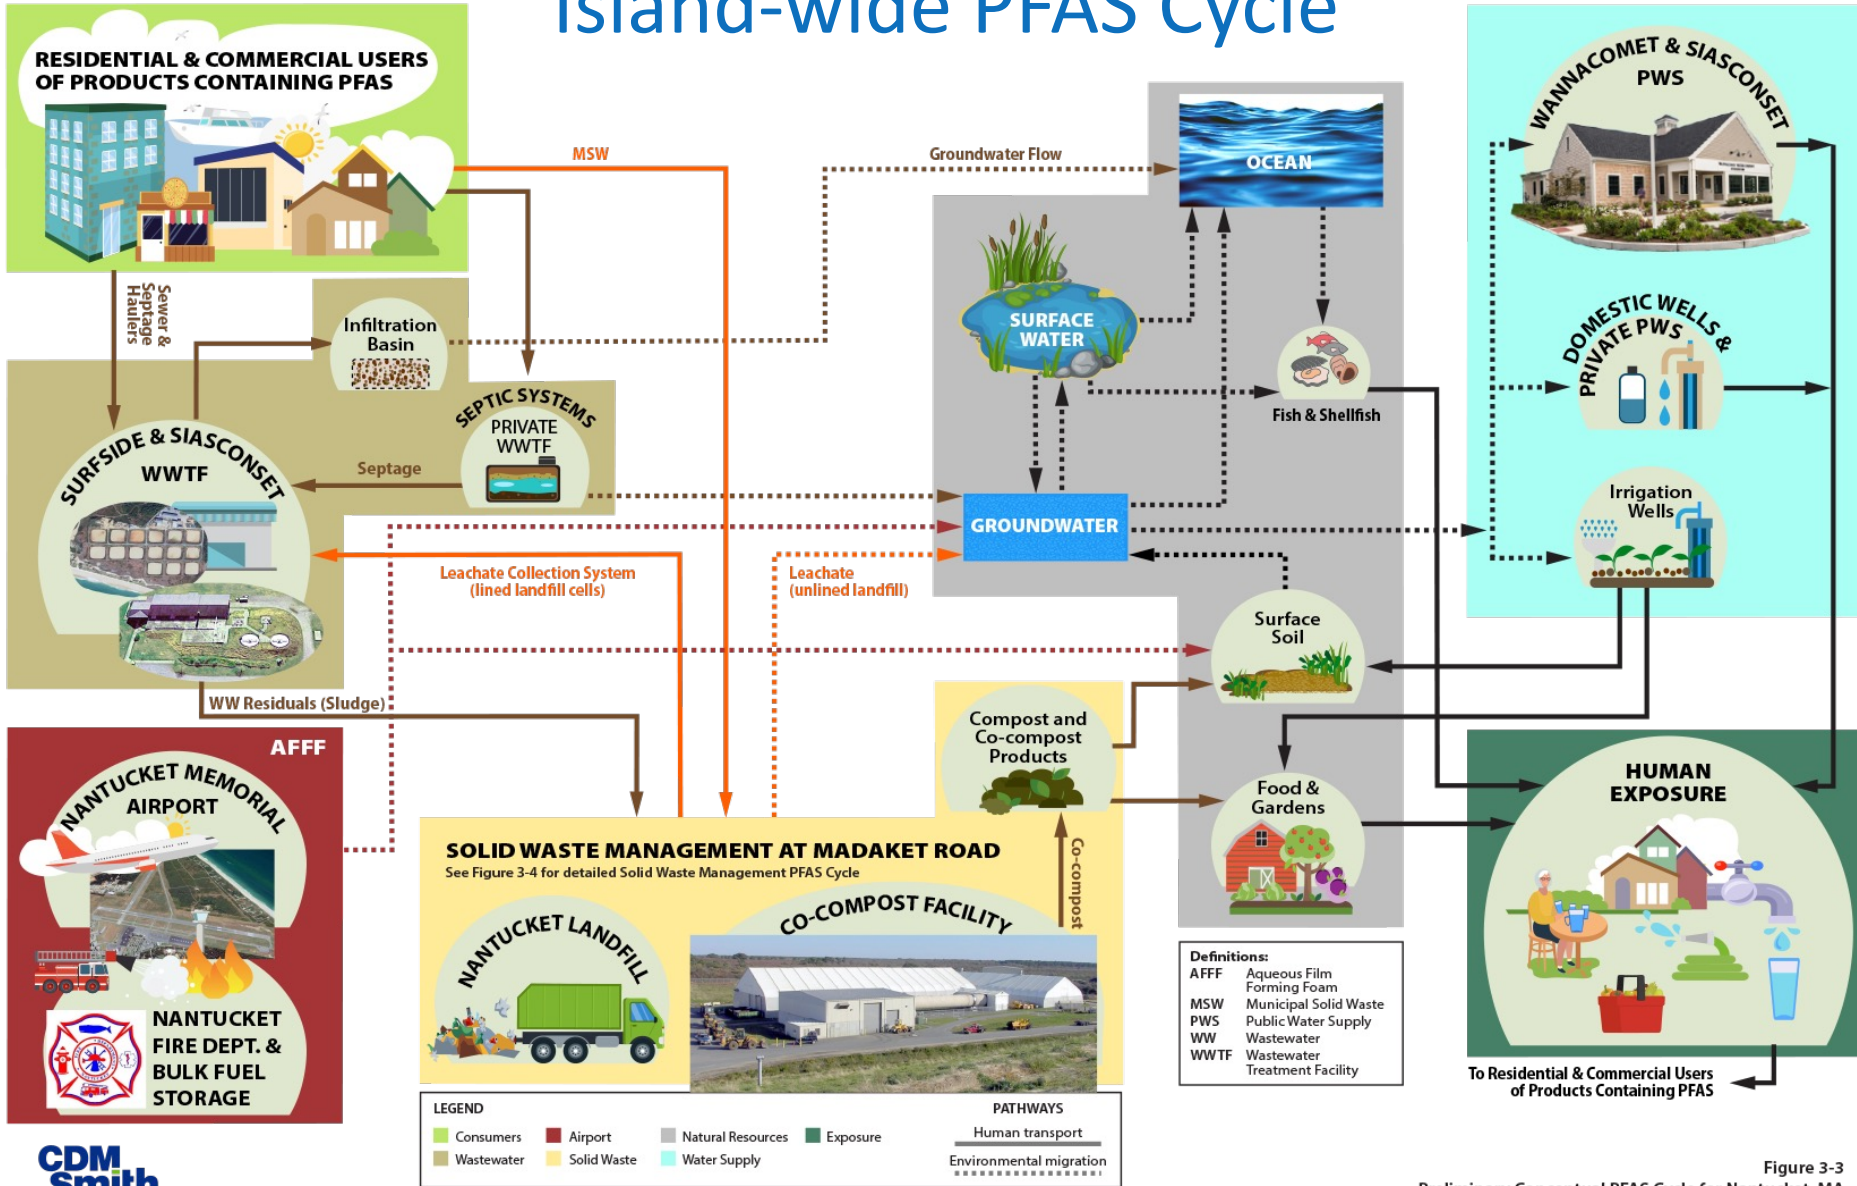 Island-wide PFAS Cycle
RESIDENTIAL & COMMERCIAL USERS
OF PRODUCTS CONTAINING PFAS
MSW
Groundwater Flow
OCEAN
WANNACOMET & SIASCONSET
PWS
Sewer &
Septage
Haulers
Infiltration
Basin
SURFACE
WATER
DOMESTIC WELLS &
PRIVATE PWS
SEPTIC SYSTEMS
PRIVATE
WWTF
Fish & Shellfish
SURFSIDE & SIASCONSET
WWTF
Septage
GROUNDWATER
Irrigation
Wells
Leachate Collection System
(lined landfill cells)
Leachate
(unlined landfill)
Surface
Soil
WW Residuals (Sludge)
Compost and
Co-compost
Products
AFFF
NANTUCKET MEMORIAL
AIRPORT
Food &
Gardens
HUMAN
EXPOSURE
SOLID WASTE MANAGEMENT AT MADAKET ROAD
See Figure 3-4 for detailed Solid Waste Management PFAS Cycle
Co-compost
NANTUCKET LANDFILL
CO-COMPOST FACILITY
NANTUCKET
FIRE DEPT. &
BULK FUEL
STORAGE
Definitions:
AFFF Aqueous Film
Forming Foam
MSW Municipal Solid Waste
PWS Public Water Supply
WW Wastewater
WWTF Wastewater
Treatment Facility
To Residential & Commercial Users
of Products Containing PFAS
LEGEND
Consumers
Airport
Natural Resources
Exposure
Wastewater
Solid Waste
Water Supply
PATHWAYS
Human transport
Environmental migration
CDM
Smith
Figure 3-3
Preliminary Conceptual PFAS Cycle for Nantucket, MA